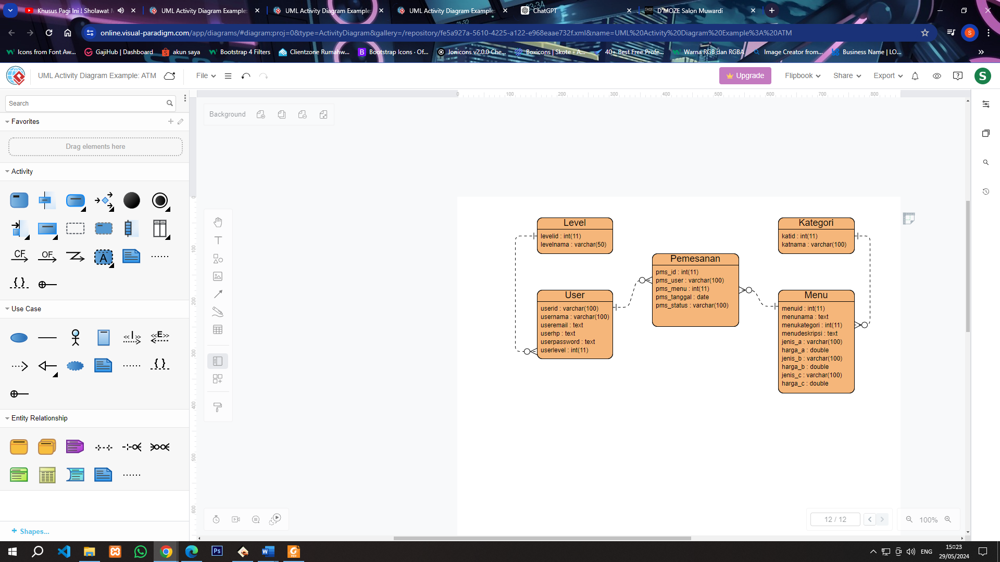 Khusus Pagi Ini ! Sholawat
UML Activity Diagram Example
UML Activity Diagram Example
UML Activity Diagram Example
ChatGPT
D'MOZE Salon Muwardi
online.visual-paradigm.com/app/diagrams/#diagram:proj=0&type=ActivityDiagram&gallery=/repository/fe5a927a-5610-4225-a122-e968eaae732f.xml&name=UML%20Activity%20Diagram%20Example%3A%20ATM
S
Icons from Font Aw...
GajiHub | Dashboard
akun saya
Bootstrap 4 Filters
Clientzone Rumahw...
Bootstrap Icons · Of...
Ionicons v2.0.0 Che...
Boxicons | Skote - A...
40+ Best Free Profe...
Warna RGB dan RGBA
Image Creator from...
Business Name | LO...
UML Activity Diagram Example: ATM
File
Upgrade
Flipbook
Share
Export
S
Search
Favorites
Drag elements here
Activity
CF
OF
A
{ }
Use Case
<<I>>
<<E>>
{ }
Entity Relationship
+ Shapes...
Background
0 100 200 300 400 500 600 700 800
0
100
200
300
400
500
600
T
Level
levelid : int(11)
levelnama : varchar(50)
User
userid : varchar(100)
usernama : varchar(100)
useremail : text
userhp : text
userpassword : text
userlevel : int(11)
Pemesanan
pms_id : int(11)
pms_user : varchar(100)
pms_menu : int(11)
pms_tanggal : date
pms_status : varchar(100)
Kategori
katid : int(11)
katnama : varchar(100)
Menu
menuid : int(11)
menunama : text
menukategori : int(11)
menudeskripsi : text
jenis_a : varchar(100)
harga_a : double
jenis_b : varchar(100)
harga_b : double
jenis_c : varchar(100)
harga_c : double
12 / 12
100%
Ps
ENG
15:23
29/05/2024